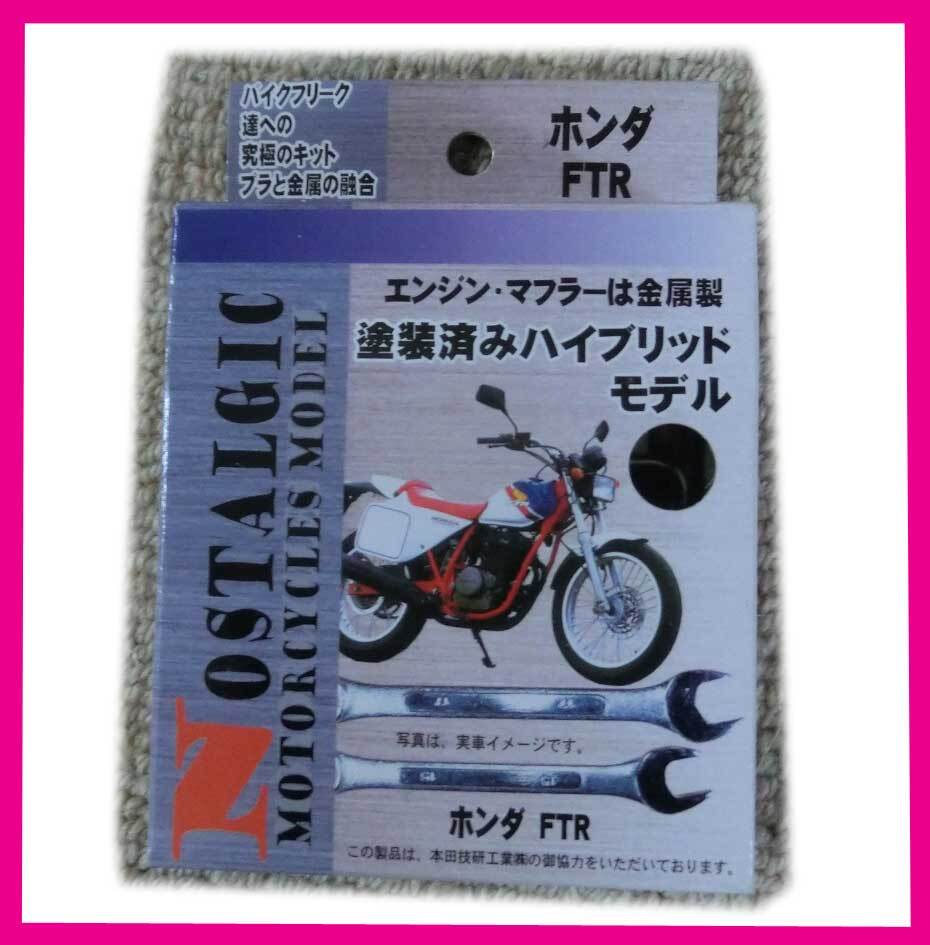 バイクフリーク
達への
究極のキット
プラと金属の融合
ホンダ
FTR
エンジン・マフラーは金属製
塗装済みハイブリッド
モデル
NOSTALGIC
MOTORCYCLES MODEL
写真は、実車イメージです。
ホンダ FTR
この製品は、本田技研工業㈱の御協力をいただいております。